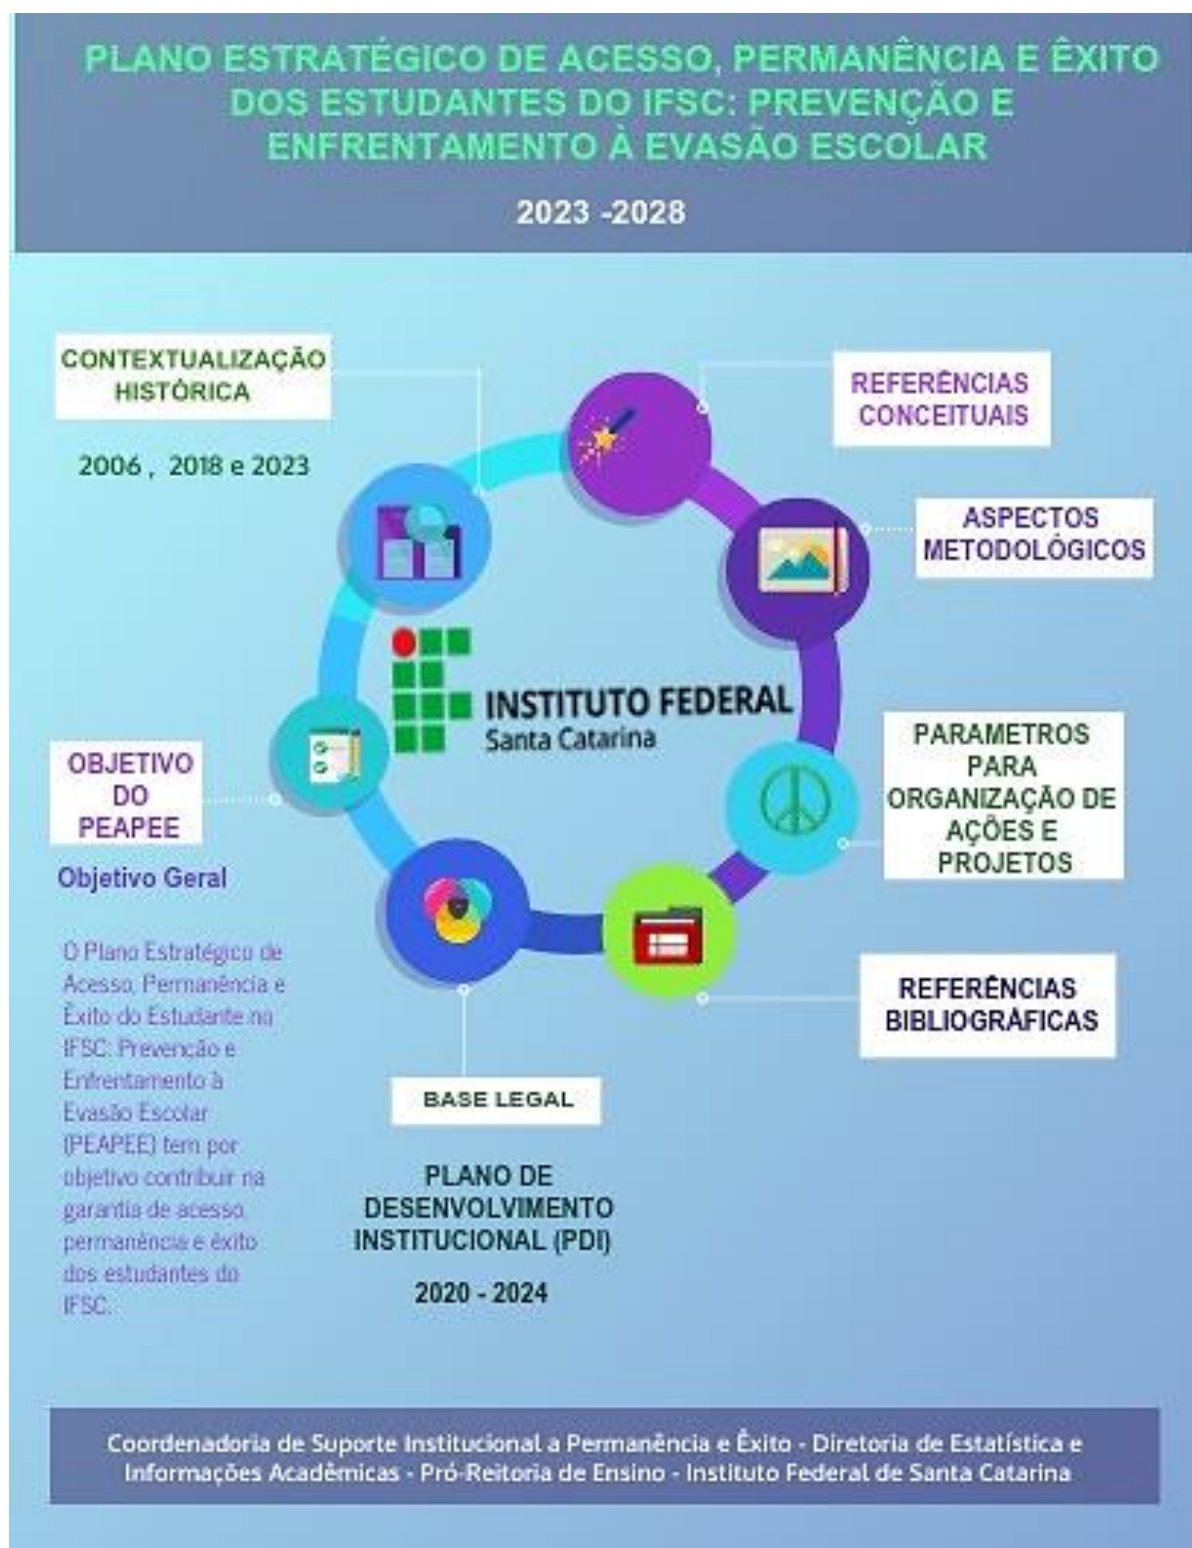 PLANO ESTRATÉGICO DE ACESSO, PERMANÊNCIA E ÊXITO
DOS ESTUDANTES DO IFSC: PREVENÇÃO E
ENFRENTAMENTO À EVASÃO ESCOLAR
2023 -2028
CONTEXTUALIZAÇÃO
HISTÓRICA
2006 , 2018 e 2023
REFERÊNCIAS
CONCEITUAIS
ASPECTOS
METODOLÓGICOS
INSTITUTO FEDERAL
Santa Catarina
PARAMETROS
PARA
ORGANIZAÇÃO DE
AÇÕES E
PROJETOS
OBJETIVO
DO
PEAPEE
Objetivo Geral
O Plano Estratégico de
Acesso, Permanência e
Êxito do Estudante no
IFSC: Prevenção e
Enfrentamento à
Evasão Escolar
(PEAPEE) tem por
objetivo contribuir na
garantia de acesso,
permanência e êxito
dos estudantes do
IFSC.
REFERÊNCIAS
BIBLIOGRÁFICAS
BASE LEGAL
PLANO DE
DESENVOLVIMENTO
INSTITUCIONAL (PDI)
2020 - 2024
Coordenadoria de Suporte Institucional a Permanência e Êxito - Diretoria de Estatística e
Informações Acadêmicas - Pró-Reitoria de Ensino - Instituto Federal de Santa Catarina